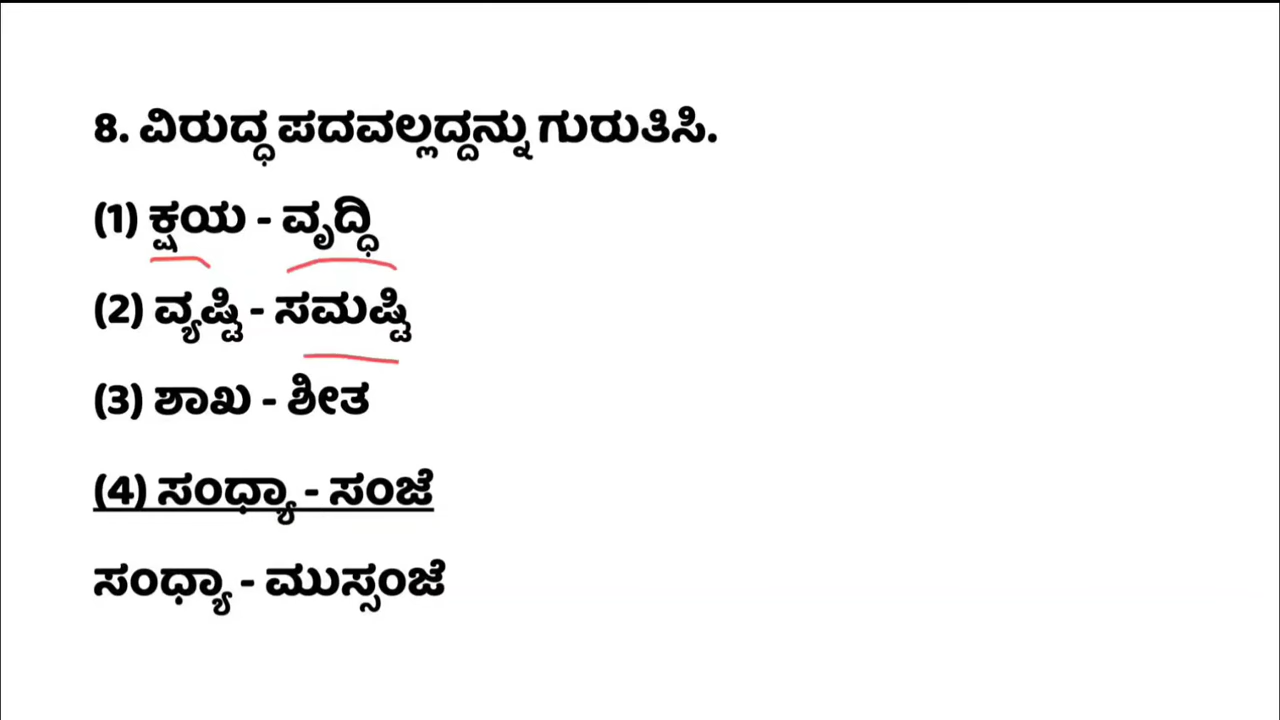 8. ವಿರುದ್ಧ ಪದವಲ್ಲದ್ದನ್ನು ಗುರುತಿಸಿ.
(1) ಕ್ಷಯ - ವೃದ್ಧಿ
(2) ವ್ಯಷ್ಟಿ - ಸಮಷ್ಟಿ
(3) ಶಾಖ - ಶೀತ
(4) ಸಂಧ್ಯಾ - ಸಂಜೆ
ಸಂಧ್ಯಾ - ಮುಸ್ಸಂಜೆ